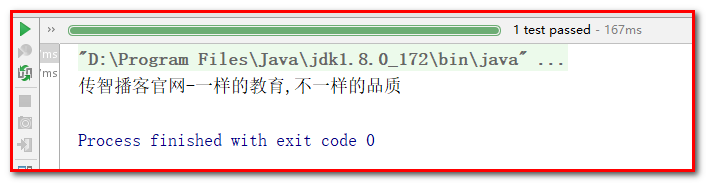 1 test passed - 167ms
"D:\Program Files\Java\jdk1.8.0_172\bin\java" ...
传智播客官网-一样的教育,不一样的品质
Process finished with exit code 0